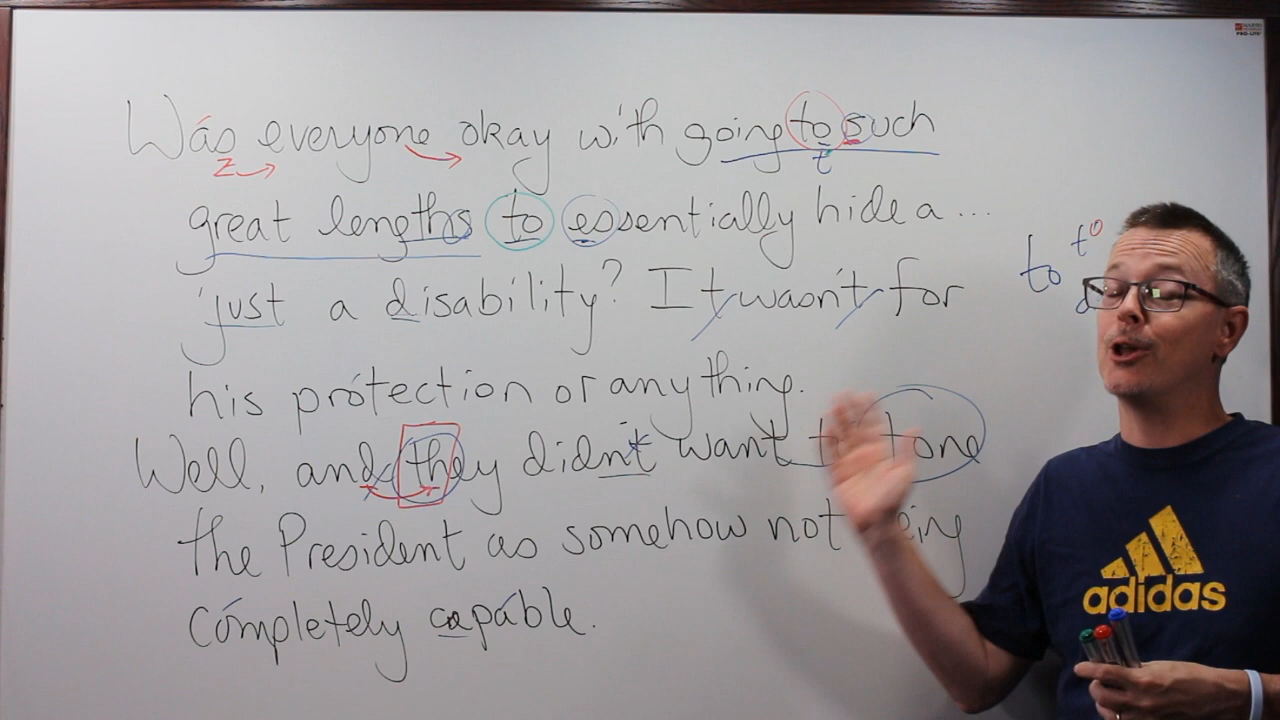 Was everyone okay with going to such
z t
great lengths to essentially hide a ...
just a disability? It wasn't for
to t o
his protection or anything.
Well, and they didn't want t tone
the President as somehow not eing
completely capable.
adidas